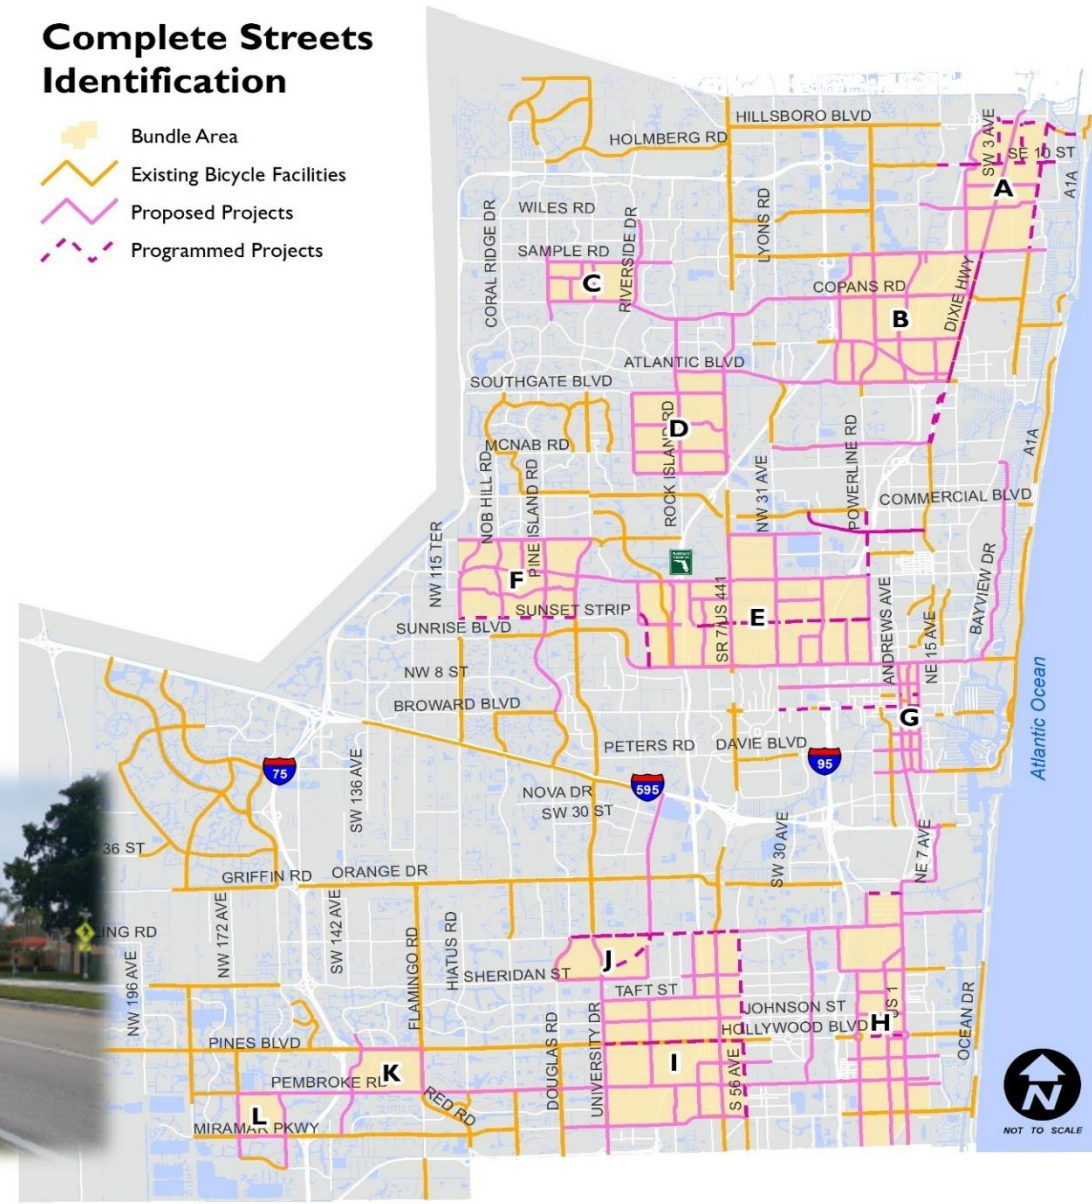 Complete Streets
Identification
Bundle Area
Existing Bicycle Facilities
Proposed Projects
Programmed Projects
HILLSBORO BLVD
HOLMBERG RD
SW 3 AVE
SE 10 ST
A
A1A
WILES RD
LYONS RD
CORAL RIDGE DR
RIVERSIDE DR
SAMPLE RD
C
COPANS RD
DIXIE HWY
B
ATLANTIC BLVD
SOUTHGATE BLVD
D
ROCK ISLAND RD
MCNAB RD
A1A
NOB HILL RD
PINE ISLAND RD
NW 31 AVE
POWERLINE RD
COMMERCIAL BLVD
NW 115 TER
BAYVIEW DR
F
SR 7/US 441
E
ANDREWS AVE
NE 15 AVE
SUNSET STRIP
SUNRISE BLVD
NW 8 ST
BROWARD BLVD
G
Atlantic Ocean
PETERS RD
DAVIE BLVD
75
95
595
SW 136 AVE
NOVA DR
SW 30 ST
SW 30 AVE
NE 7 AVE
36 ST
GRIFFIN RD
ORANGE DR
LING RD
NW 172 AVE
SW 142 AVE
FLAMINGO RD
HIATUS RD
J
SHERIDAN ST
TAFT ST
NW 196 AVE
JOHNSON ST
US 1
H
HOLLYWOOD BLVD
OCEAN DR
PINES BLVD
DOUGLAS RD
UNIVERSITY DR
I
S 56 AVE
K
PEMBROKE RD
RED RD
L
MIRAMAR PKWY
N
NOT TO SCALE